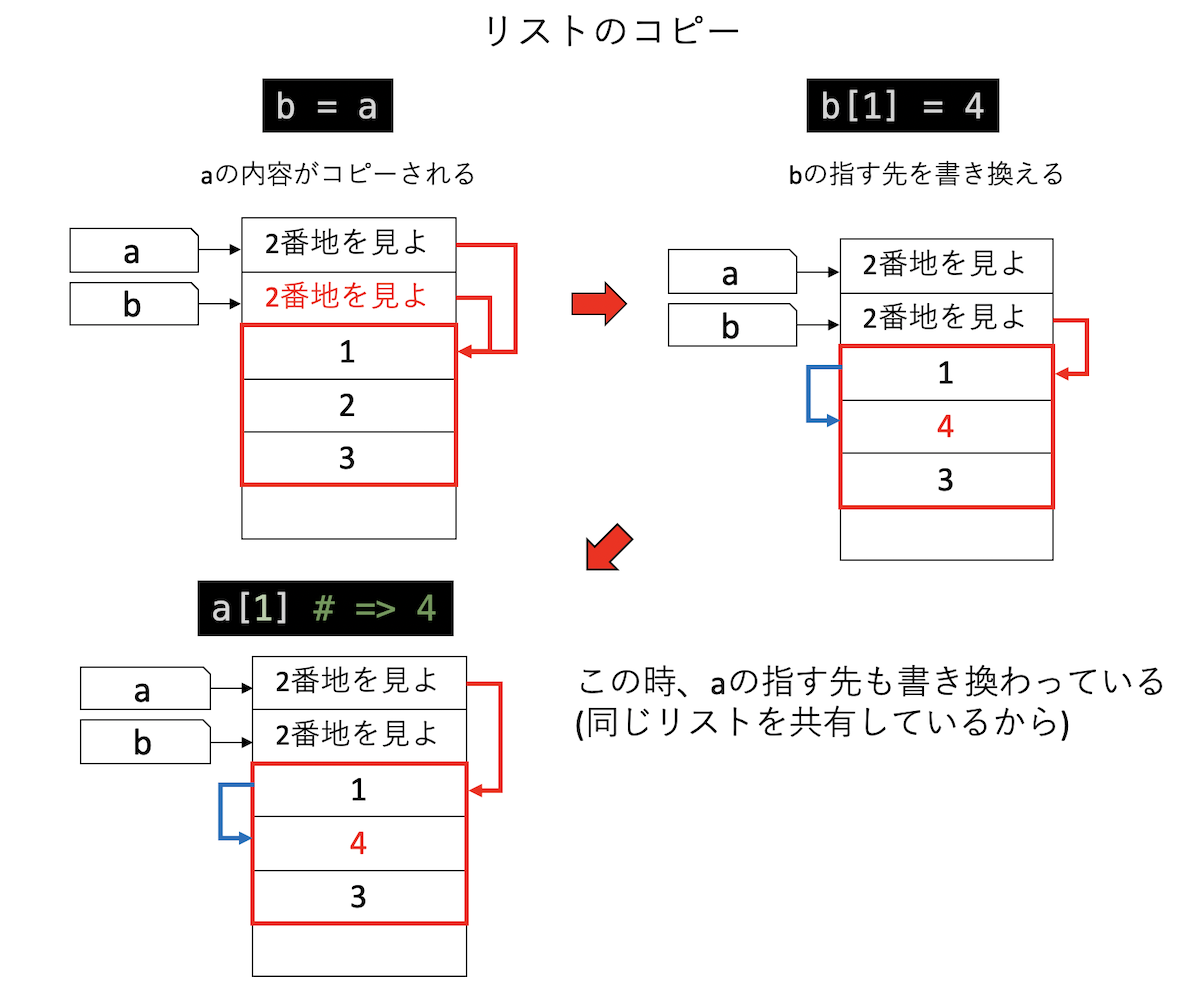 リストのコピー
b = a
aの内容がコピーされる
a
2番地を見よ
b
2番地を見よ
1
2
3
b[1] = 4
bの指す先を書き換える
a
2番地を見よ
b
2番地を見よ
1
4
3
a[1] # => 4
a
2番地を見よ
b
2番地を見よ
1
4
3
この時、aの指す先も書き換わっている
(同じリストを共有しているから)